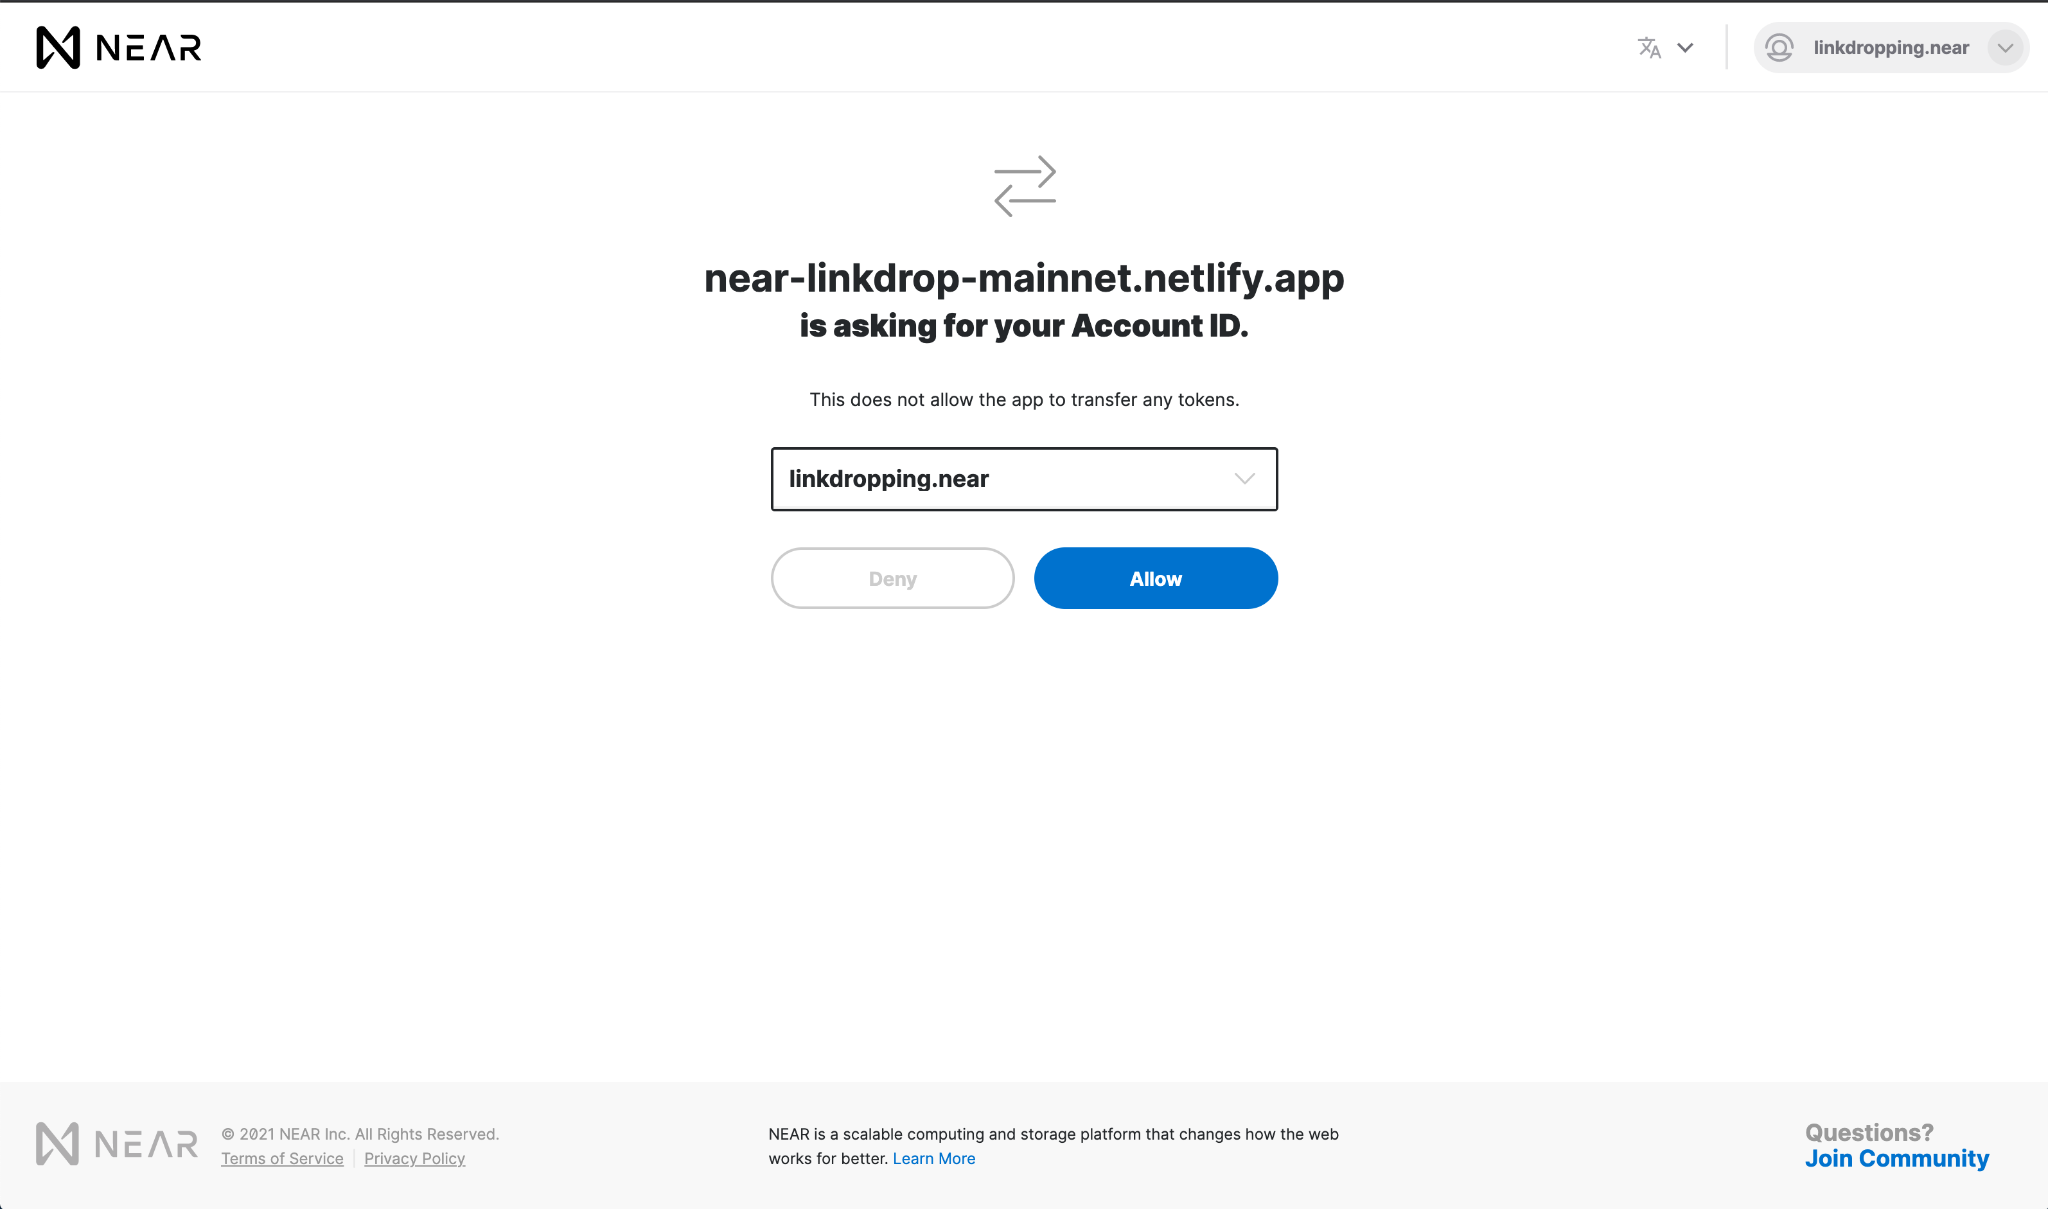 NEAR
linkdropping.near
near-linkdrop-mainnet.netlify.app
is asking for your Account ID.
This does not allow the app to transfer any tokens.
linkdropping.near
Deny
Allow
NEAR
© 2021 NEAR Inc. All Rights Reserved.
Terms of Service | Privacy Policy
NEAR is a scalable computing and storage platform that changes how the web
works for better. Learn More
Questions?
Join Community